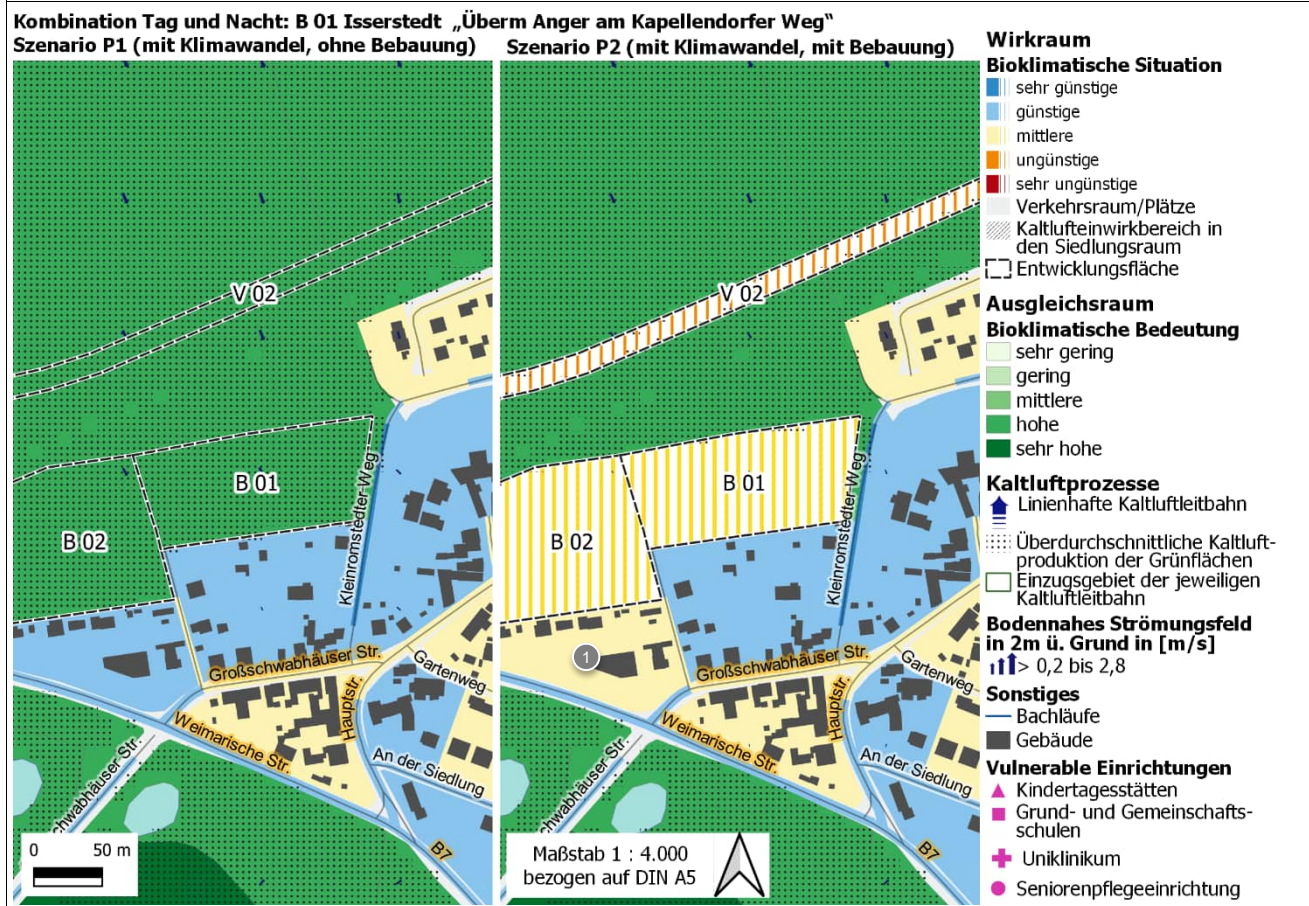 Kombination Tag und Nacht: B 01 Isserstedt „Überm Anger am Kapellendorfer Weg“
Szenario P1 (mit Klimawandel, ohne Bebauung)
Szenario P2 (mit Klimawandel, mit Bebauung)
V 02
B 01
B 02
Kleinromstedter-Weg
Großschwabhäuser Str.
Hauptstr.
Gartenweg
Weimarische Str.
An der Siedlung
schwabhäuser Str.
B7
0 50 m
V 02
B 01
B 02
Kleinromstedter-Weg
1
Großschwabhäuser Str.
Hauptstr.
Gartenweg
Weimarische Str.
An der Siedlung
schwabhäuser Str.
B7
Maßstab 1 : 4.000
bezogen auf DIN A5
Wirkraum
Bioklimatische Situation
sehr günstige
günstige
mittlere
ungünstige
sehr ungünstige
Verkehrsraum/Plätze
Kaltlufteinwirkbereich in
den Siedlungsraum
Entwicklungsfläche
Ausgleichsraum
Bioklimatische Bedeutung
sehr gering
gering
mittlere
hohe
sehr hohe
Kaltluftprozesse
Linienhafte Kaltluftleitbahn
Überdurchschnittliche Kaltluft-
produktion der Grünflächen
Einzugsgebiet der jeweiligen
Kaltluftleitbahn
Bodennahes Strömungsfeld
in 2m ü. Grund in [m/s]
> 0,2 bis 2,8
Sonstiges
Bachläufe
Gebäude
Vulnerable Einrichtungen
Kindertagesstätten
Grund- und Gemeinschafts-
schulen
Uniklinikum
Seniorenpflegeeinrichtung